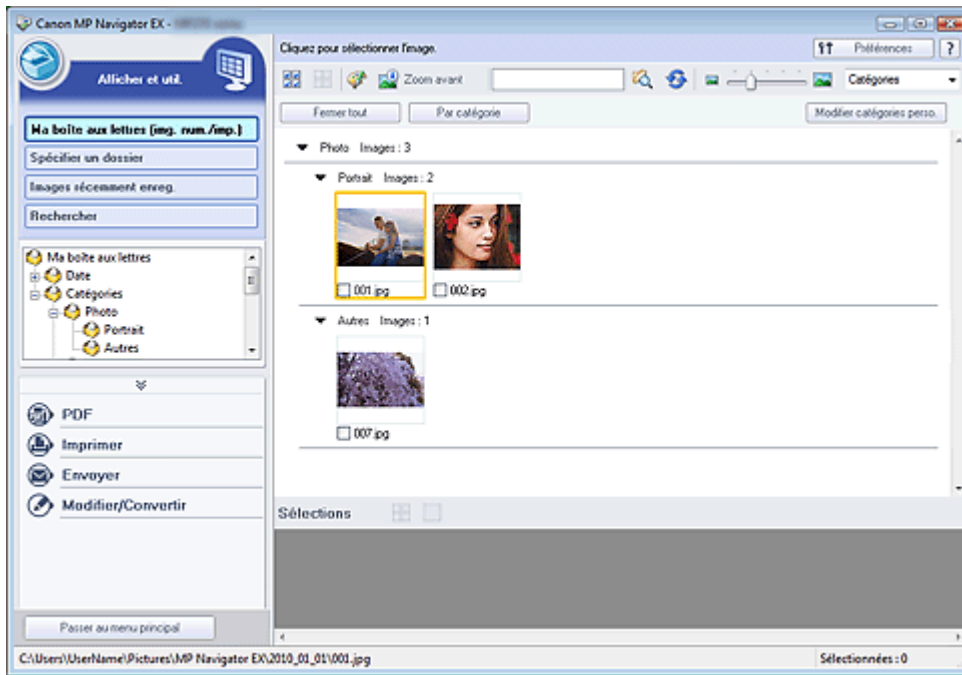 Canon MP Navigator EX -
Cliquez pour sélectionner l'image.
Préférences
?
Afficher et util.
Zoom avant
Catégories
Fermer tout
Par catégorie
Modifier catégories perso.
Ma boîte aux lettres (img. num./imp.)
Spécifier un dossier
Images récemment enreg.
Rechercher
Ma boîte aux lettres
Date
Catégories
Photo
Portrait
Autres
PDF
Imprimer
Envoyer
Modifier/Convertir
Passer au menu principal
Photo Images : 3
Portrait Images : 2
001.jpg
002.jpg
Autres Images : 1
007.jpg
Sélections
C:\Users\UserName\Pictures\MP Navigator EX\2010_01_01\001.jpg
Sélectionnées : 0